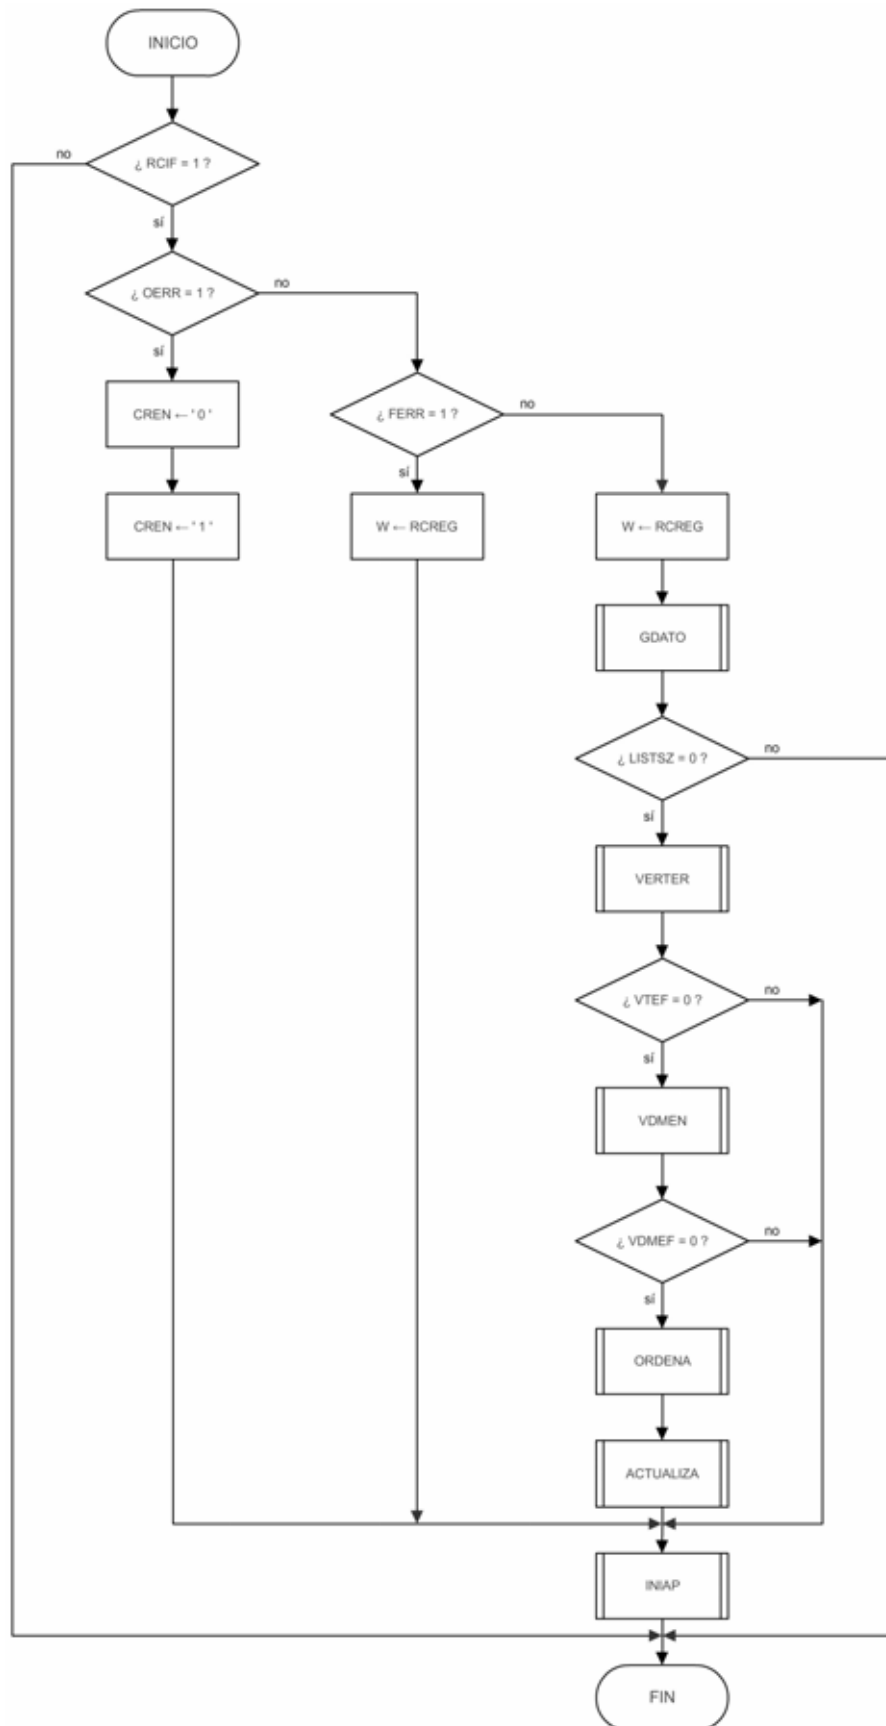 INICIO
¿ RCIF = 1 ?
no
sí
¿ OERR = 1 ?
no
sí
CREN ← ' 0 '
¿ FERR = 1 ?
no
sí
CREN ← ' 1 '
W ← RCREG
W ← RCREG
GDATO
¿ LISTSZ = 0 ?
no
sí
VERTER
¿ VTEF = 0 ?
no
sí
VDMEN
¿ VDMEF = 0 ?
no
sí
ORDENA
ACTUALIZA
INIAP
FIN